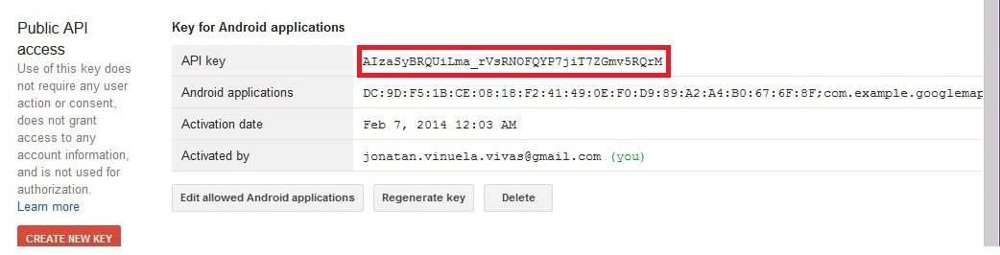 Public API
access
Use of this key does
not require any user
action or consent,
does not grant
access to any
account information,
and is not used for
authorization.
Learn more
CREATE NEW KEY
Key for Android applications
API key AIzaSyBRQUiLma_rVsRNOFQYP7jiT7ZGmv5RQrM
Android applications DC:9D:F5:1B:CE:08:18:F2:41:49:0E:F0:D9:89:A2:A4:B0:67:6F:8F;com.example.googlemap
Activation date Feb 7, 2014 12:03 AM
Activated by jonatan.vinuela.vivas@gmail.com (you)
Edit allowed Android applications Regenerate key Delete